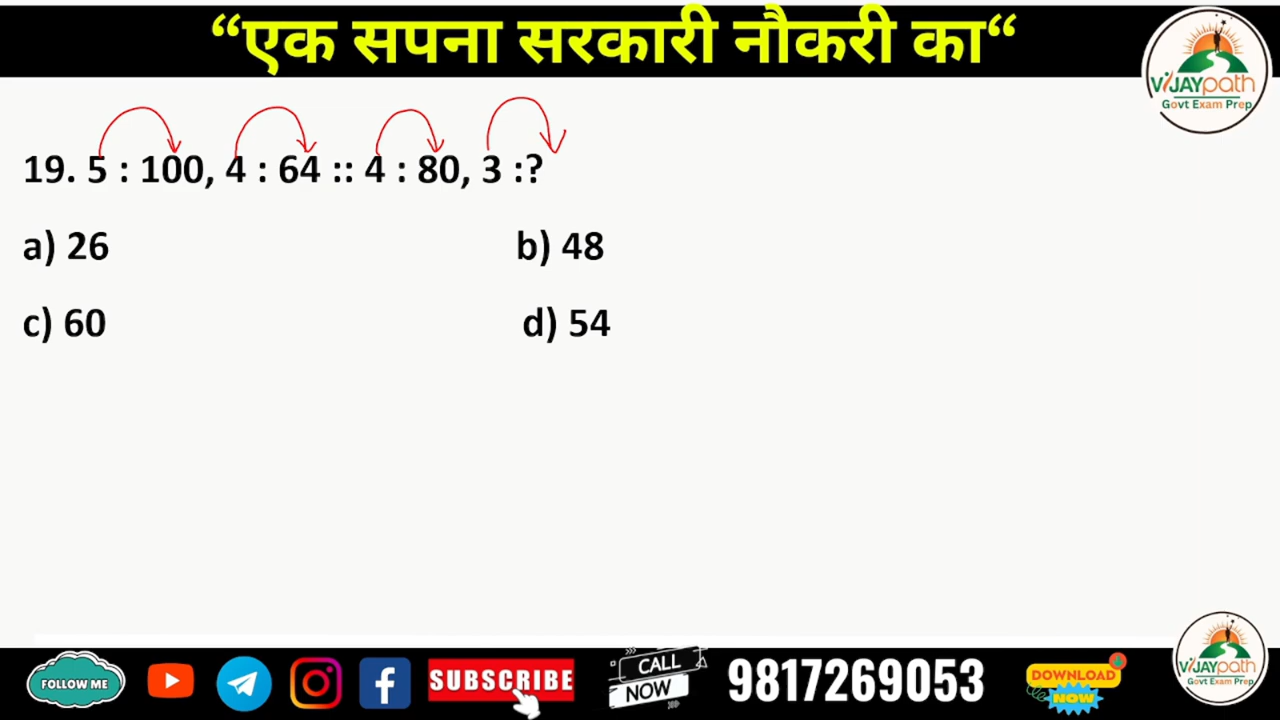 “एक सपना सरकारी नौकरी का“
VIJAYpath
Govt Exam Prep
19. 5 : 100, 4 : 64 :: 4 : 80, 3 :?
a) 26 b) 48
c) 60 d) 54
VIJAYpath
Govt Exam Prep
FOLLOW ME
SUBSCRIBE
CALL
NOW
9817269053
DOWNLOAD
NOW